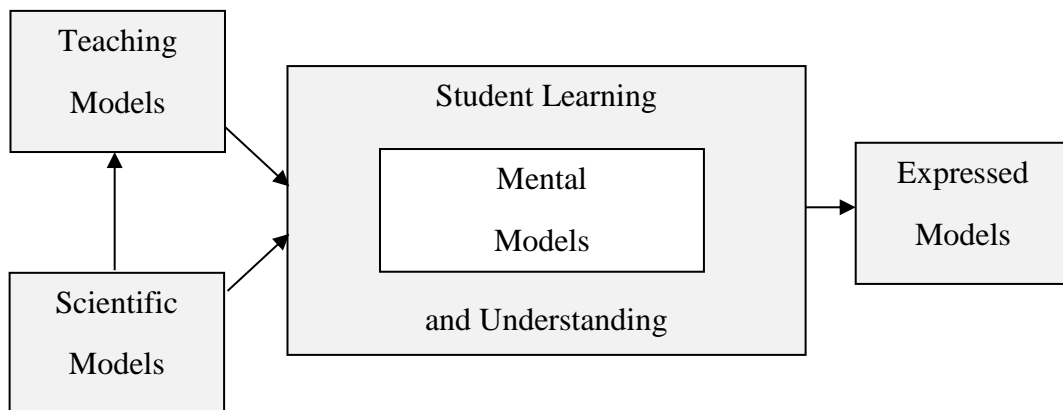 Teaching
Models
Student Learning
Mental
Models
and Understanding
Expressed
Models
Scientific
Models